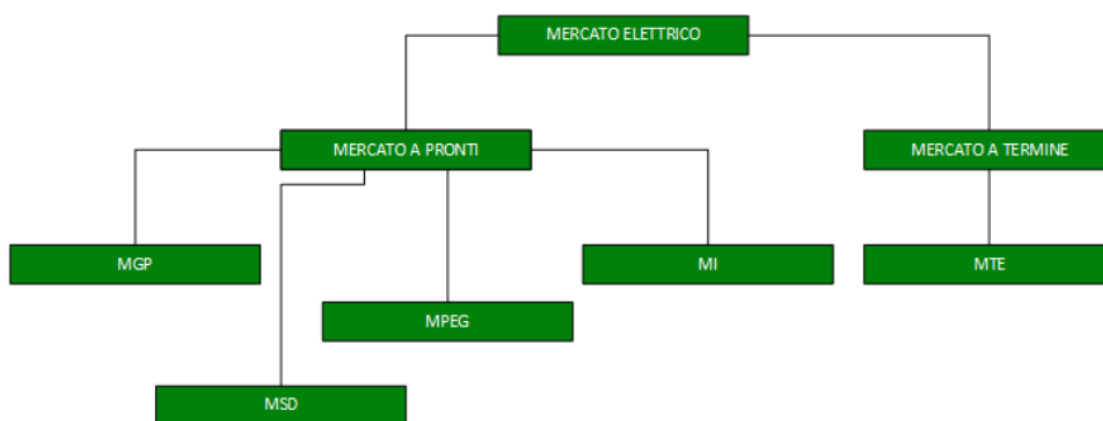 MERCATO ELETTRICO
MERCATO A PRONTI
MERCATO A TERMINE
MGP
MI
MTE
MPEG
MSD